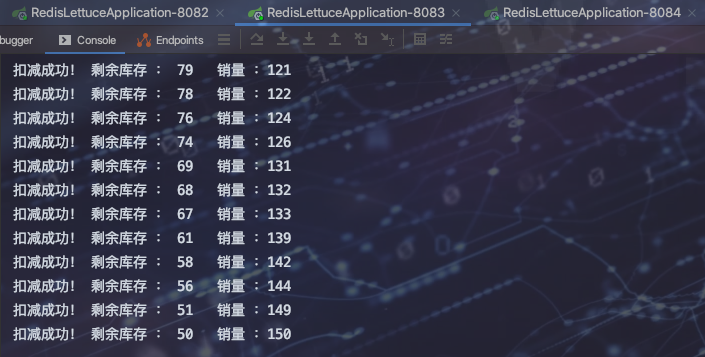 RedisLettuceApplication-8082 RedisLettuceApplication-8083 RedisLettuceApplication-8084
bugger Console Endpoints
扣减成功! 剩余库存 : 79 销量 :121
扣减成功! 剩余库存 : 78 销量 :122
扣减成功! 剩余库存 : 76 销量 :124
扣减成功! 剩余库存 : 74 销量 :126
扣减成功! 剩余库存 : 69 销量 :131
扣减成功! 剩余库存 : 68 销量 :132
扣减成功! 剩余库存 : 67 销量 :133
扣减成功! 剩余库存 : 61 销量 :139
扣减成功! 剩余库存 : 58 销量 :142
扣减成功! 剩余库存 : 56 销量 :144
扣减成功! 剩余库存 : 51 销量 :149
扣减成功! 剩余库存 : 50 销量 :150